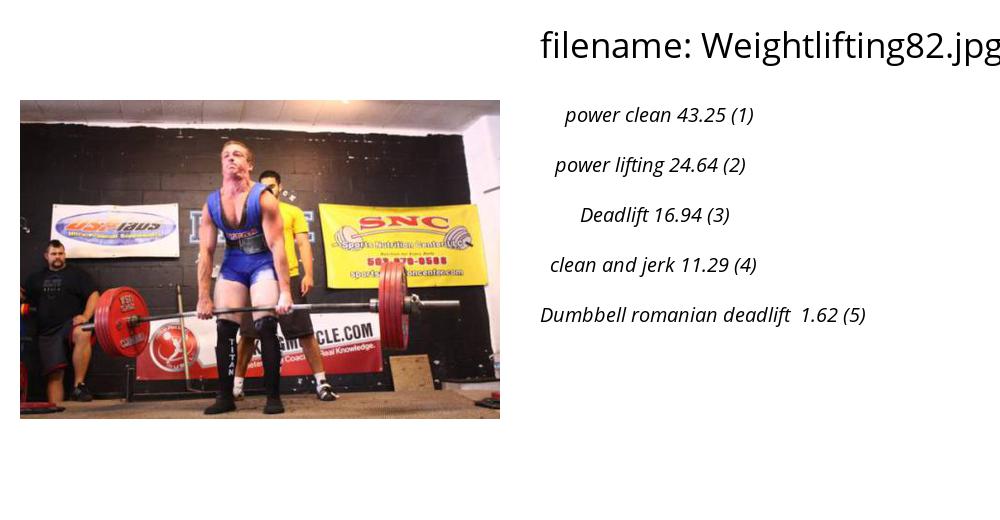 filename: Weightlifting82.jpg
power clean 43.25 (1)
power lifting 24.64 (2)
Deadlift 16.94 (3)
clean and jerk 11.29 (4)
Dumbbell romanian deadlift 1.62 (5)
USPlabs
SNC
Sports Nutrition Center LLC
CLE.COM
Real Knowledge.
TITAN